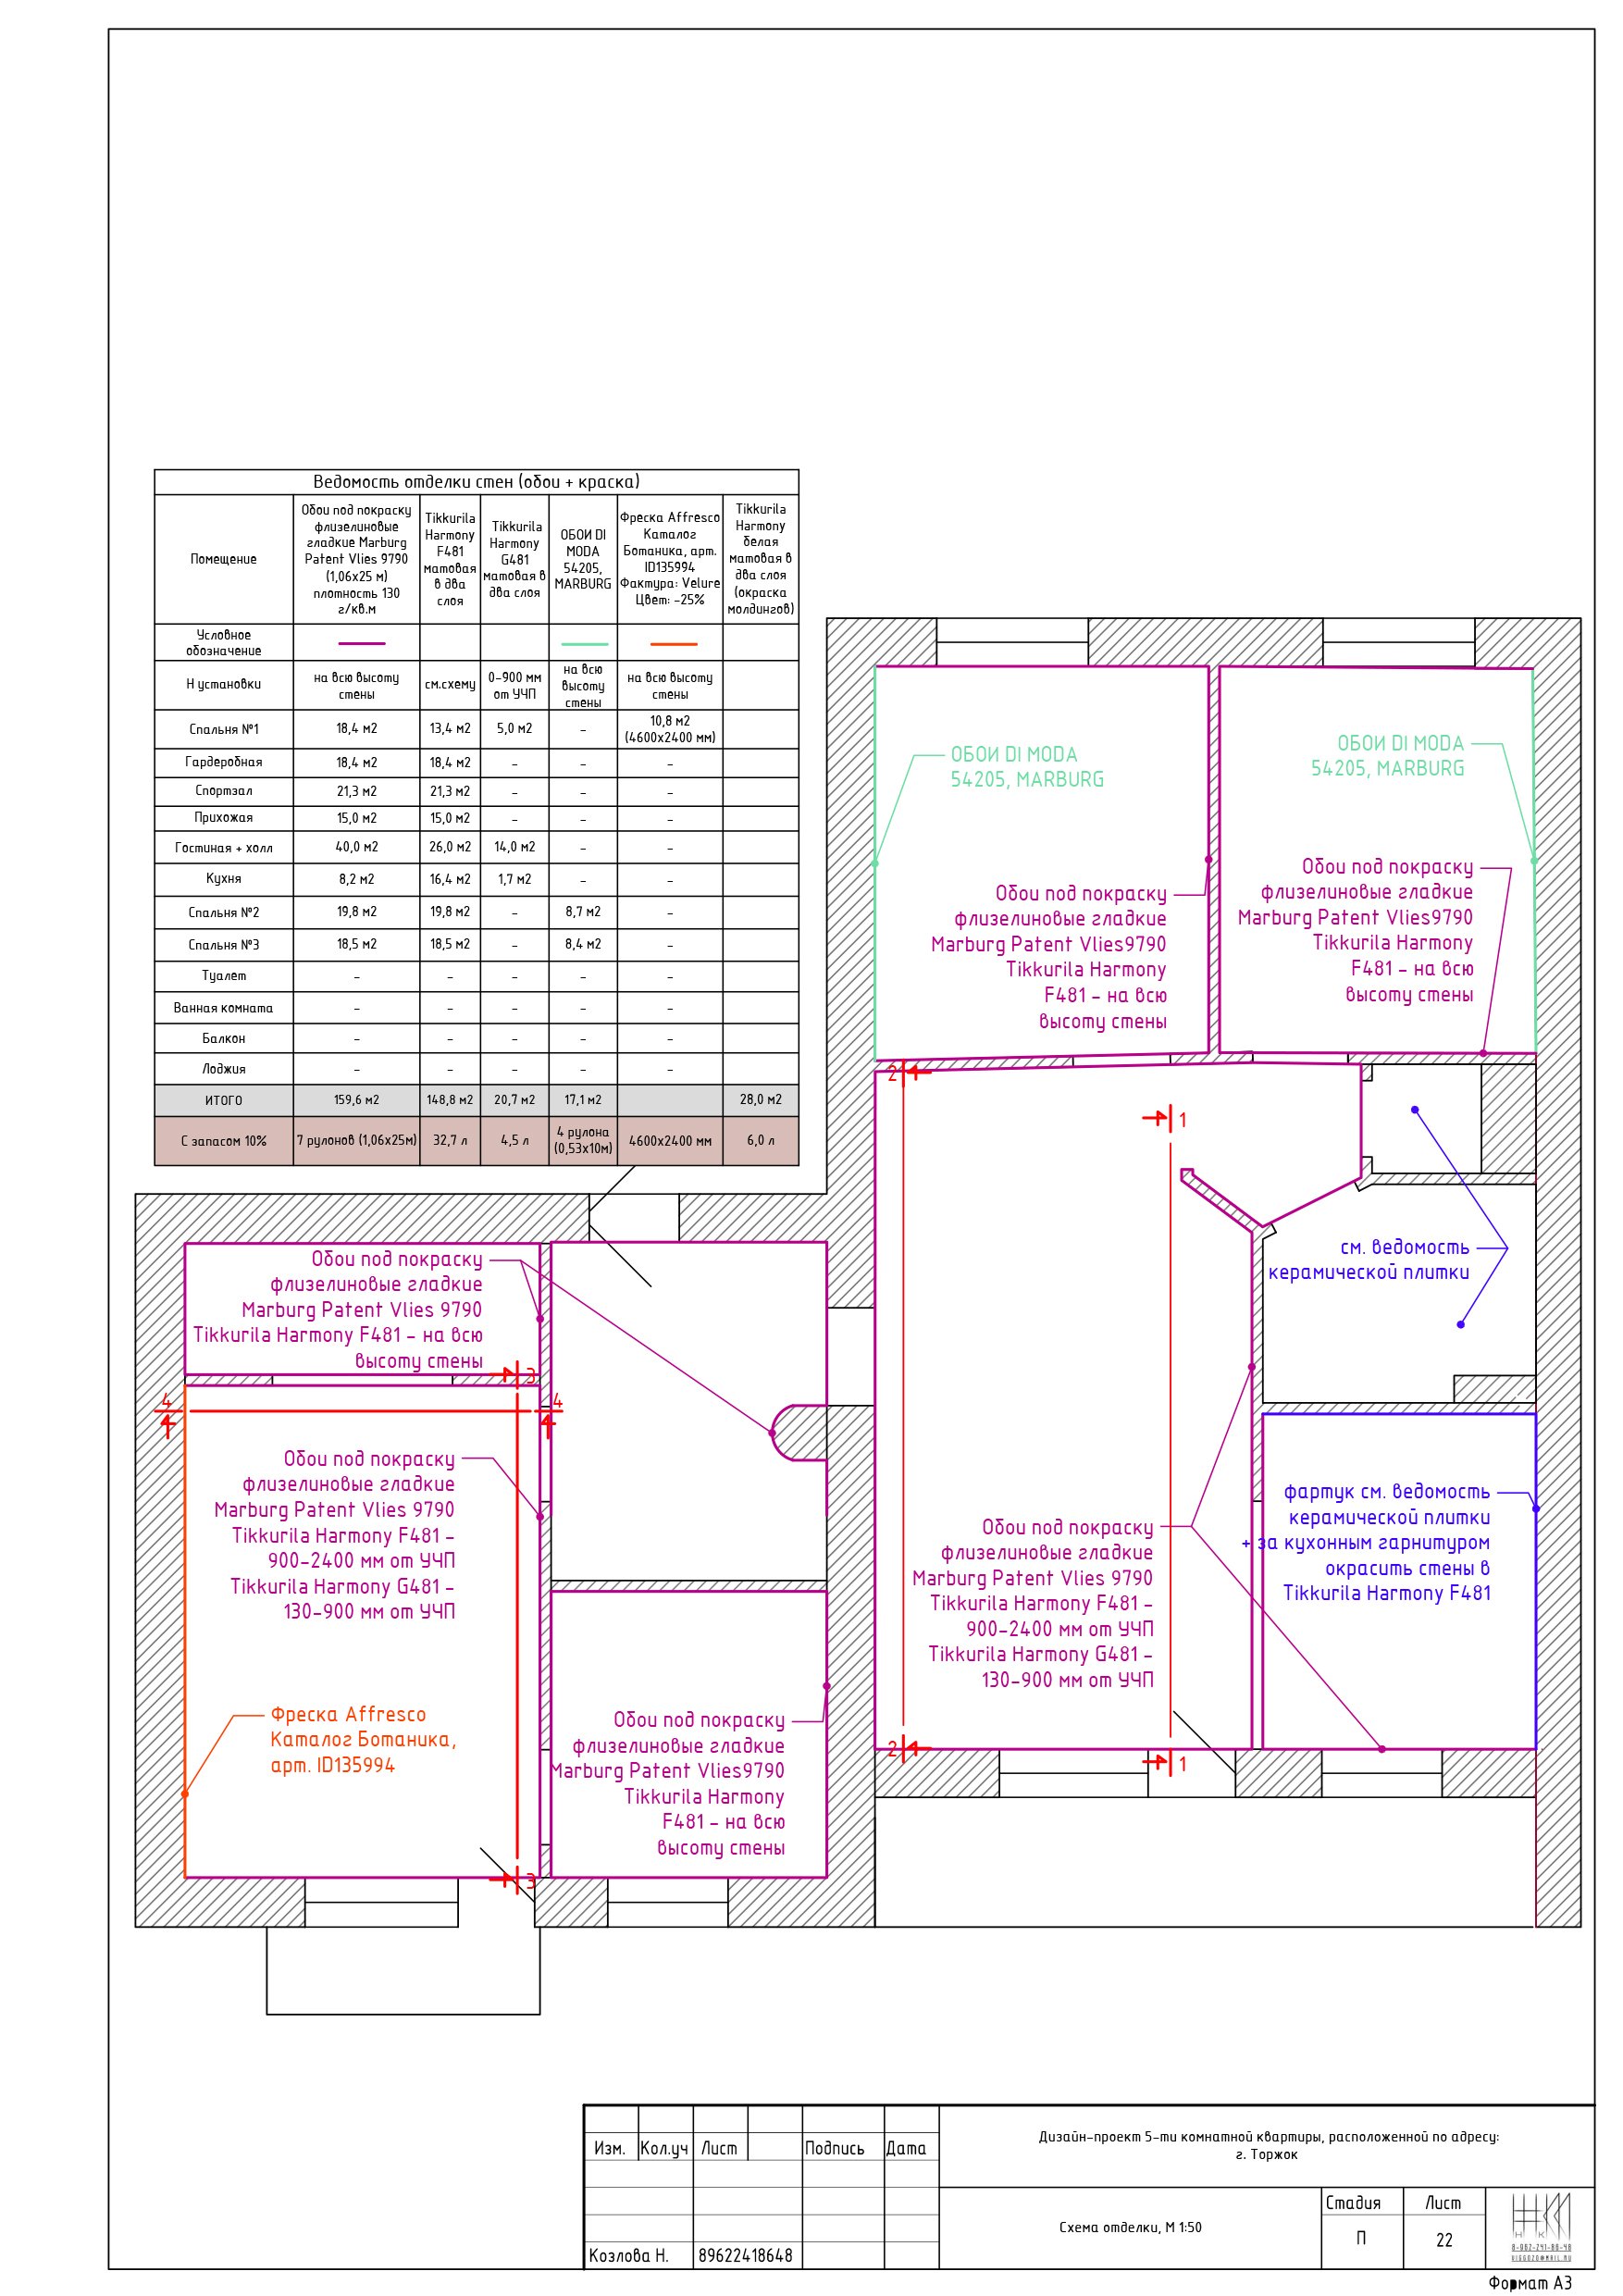 Ведомость отделки стен (обои + краска)
Помещение
Обои под покраску
флизелиновые
гладкие Marburg
Patent Vlies 9790
(1,06х25 м)
плотность 130
г/кв.м
Tikkurila
Harmony
F481
матовая
в два
слоя
Tikkurila
Harmony
G481
матовая в
два слоя
ОБОИ DI
MODA
54205,
MARBURG
Фреска Affresco
Каталог
Ботаника, арт.
ID135994
Фактура: Velure
Цвет: -25%
Tikkurila
Harmony
белая
матовая в
два слоя
(окраска
молдингов)
Условное
обозначение
Н установки
на всю высоту
стены
см.схему
0-900 мм
от УЧП
на всю
высоту
стены
на всю высоту
стены
Спальня №1 18,4 м2 13,4 м2 5,0 м2 - 10,8 м2
(4600х2400 мм)
Гардеробная 18,4 м2 18,4 м2 - - -
Спортзал 21,3 м2 21,3 м2 - - -
Прихожая 15,0 м2 15,0 м2 - - -
Гостиная + холл 40,0 м2 26,0 м2 14,0 м2 - -
Кухня 8,2 м2 16,4 м2 1,7 м2 - -
Спальня №2 19,8 м2 19,8 м2 - 8,7 м2 -
Спальня №3 18,5 м2 18,5 м2 - 8,4 м2 -
Туалет - - - - -
Ванная комната - - - - -
Балкон - - - - -
Лоджия - - - - -
ИТОГО 159,6 м2 148,8 м2 20,7 м2 17,1 м2 28,0 м2
С запасом 10% 7 рулонов (1,06х25м) 32,7 л 4,5 л 4 рулона
(0,53х10м) 4600х2400 мм 6,0 л
ОБОИ DI MODA
54205, MARBURG
ОБОИ DI MODA
54205, MARBURG
Обои под покраску
флизелиновые гладкие
Marburg Patent Vlies9790
Tikkurila Harmony
F481 - на всю
высоту стены
Обои под покраску
флизелиновые гладкие
Marburg Patent Vlies9790
Tikkurila Harmony
F481 - на всю
высоту стены
2
1
см. ведомость
керамической плитки
Обои под покраску
флизелиновые гладкие
Marburg Patent Vlies 9790
Tikkurila Harmony F481 - на всю
высоту стены
3
4
4
Обои под покраску
флизелиновые гладкие
Marburg Patent Vlies 9790
Tikkurila Harmony F481 -
900-2400 мм от УЧП
Tikkurila Harmony G481 -
130-900 мм от УЧП
Обои под покраску
флизелиновые гладкие
Marburg Patent Vlies 9790
Tikkurila Harmony F481 -
900-2400 мм от УЧП
Tikkurila Harmony G481 -
130-900 мм от УЧП
фартук см. ведомость
керамической плитки
+ за кухонным гарнитуром
окрасить стены в
Tikkurila Harmony F481
Фреска Affresco
Каталог Ботаника,
арт. ID135994
Обои под покраску
флизелиновые гладкие
Marburg Patent Vlies9790
Tikkurila Harmony
F481 - на всю
высоту стены
2
1
3
Изм. Кол.уч Лист Подпись Дата
Дизайн-проект 5-ти комнатной квартиры, расположенной по адресу:
г. Торжок
Схема отделки, М 1:50
Стадия Лист
П 22
Козлова Н. 89622418648
Н К
8-962-241-86-48
Формат А3